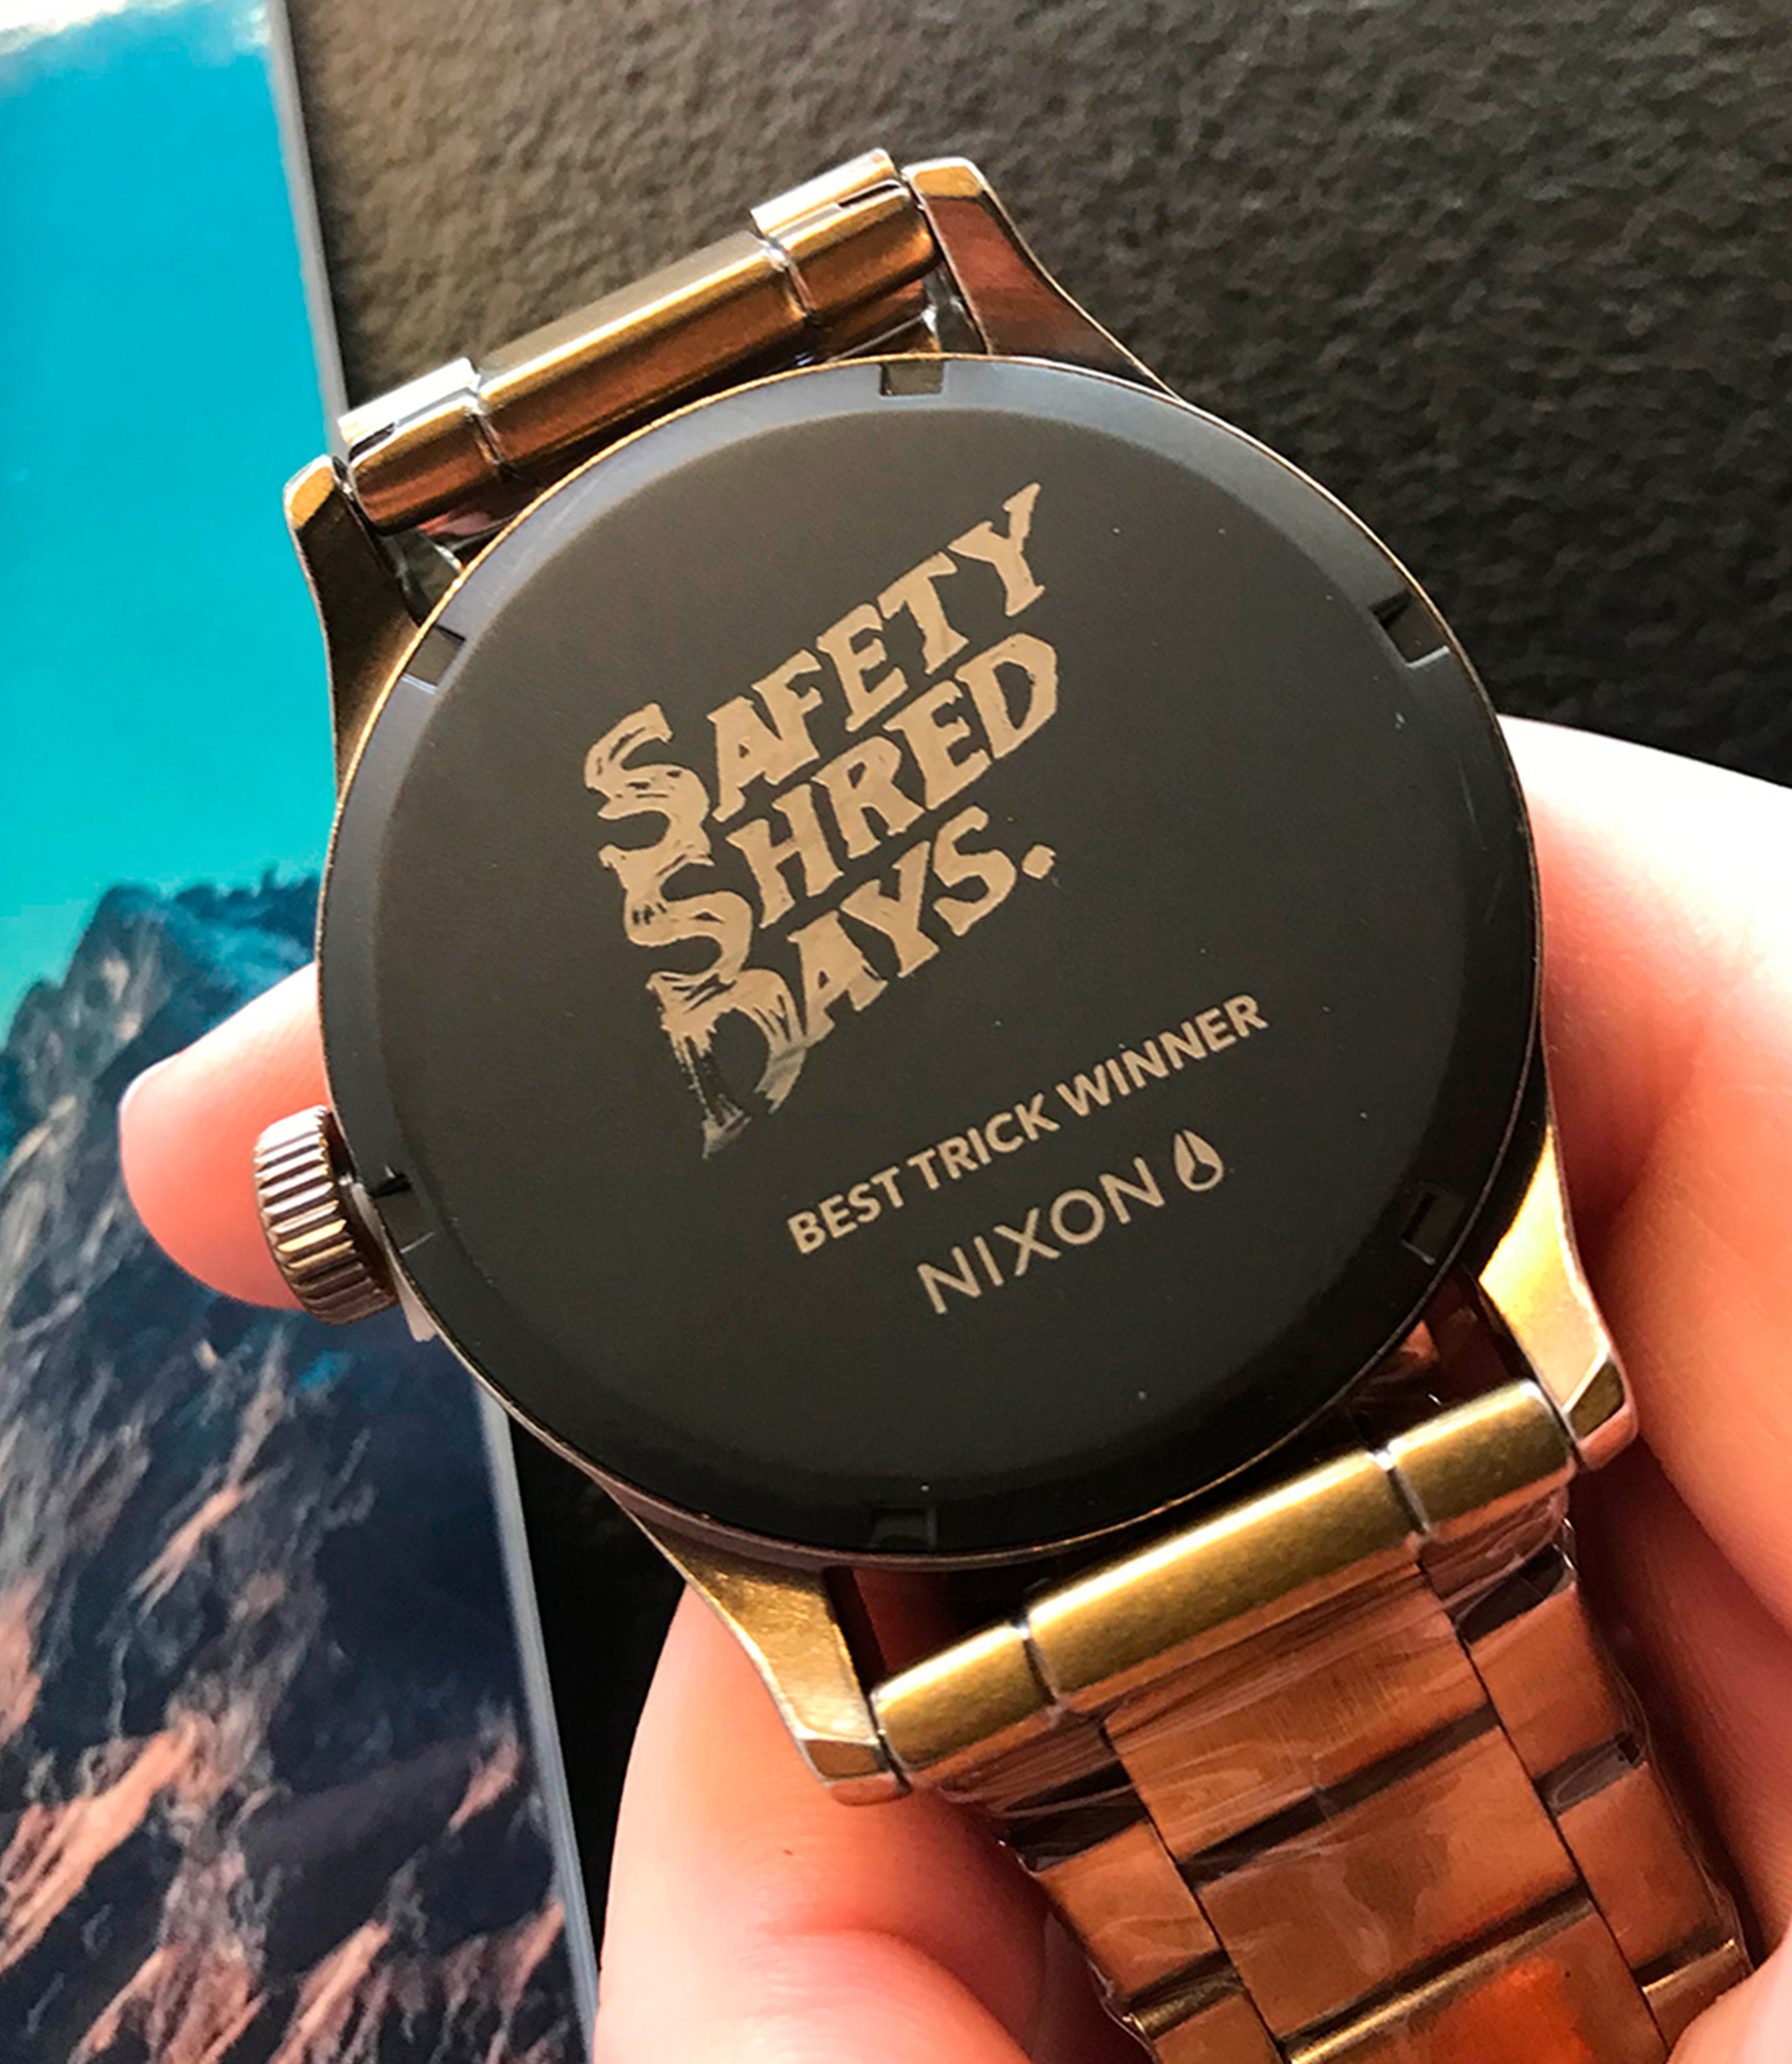 SAFETY
SHRED
DAYS.
BEST TRICK WINNER
NIXON